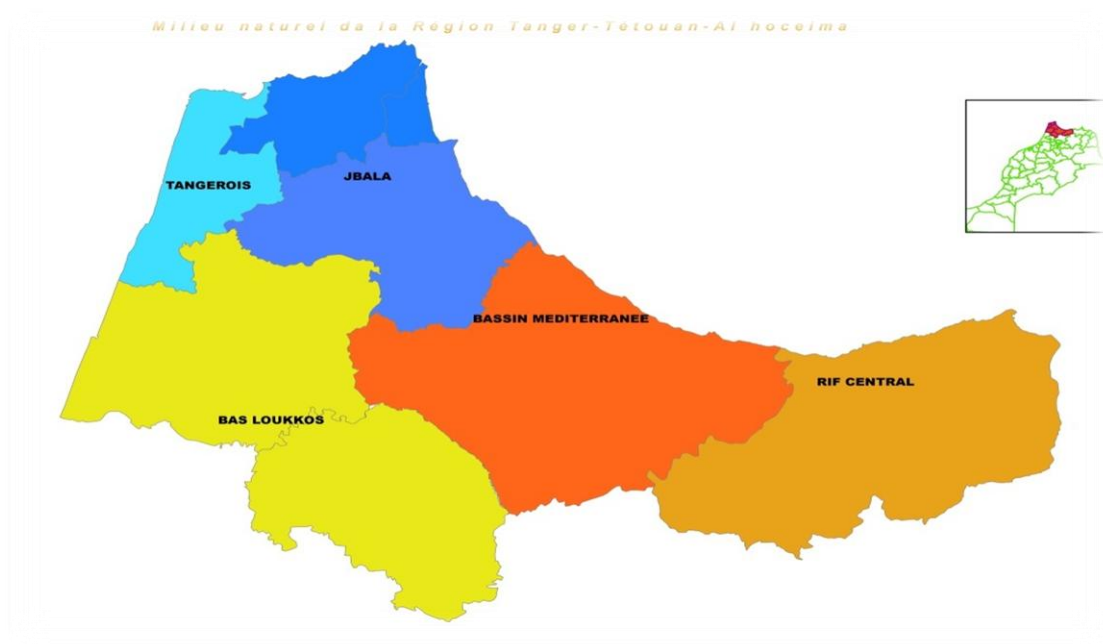 Milieu naturel da la Région Tanger-Tétouan-Al hoceima
JBALA
TANGEROIS
BASSIN MEDITERRANEE
RIF CENTRAL
BAS LOUKKOS